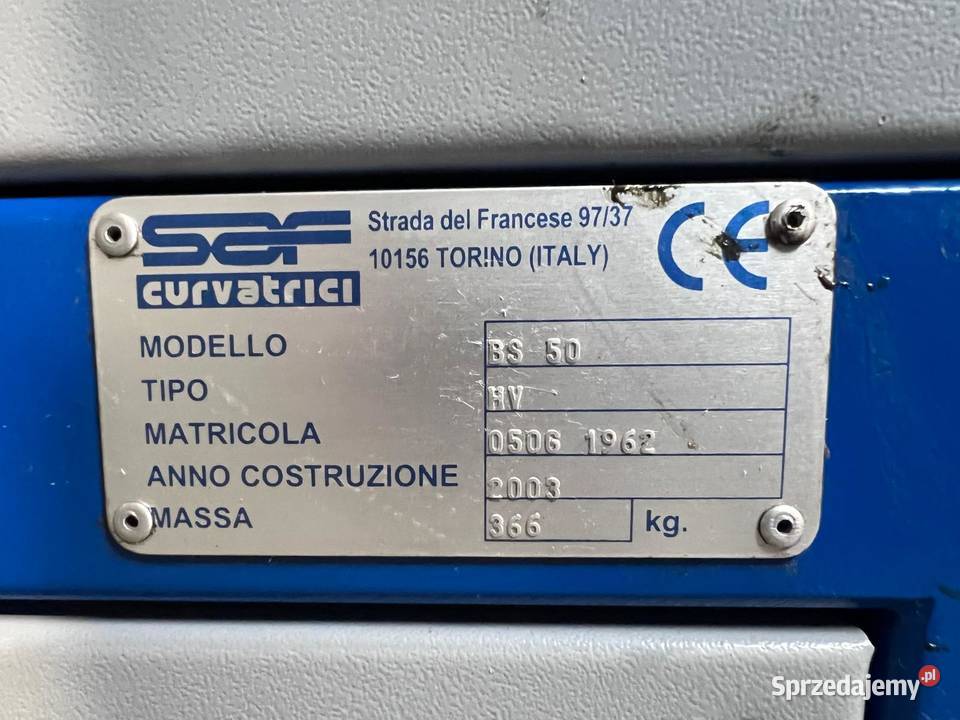 SAF
curvatrici
Strada del Francese 97/37
10156 TORINO (ITALY)
CE
MODELLO BS 50
TIPO HV
MATRICOLA 0506 1962
ANNO COSTRUZIONE 2003
MASSA 366 kg.
Sprzedajemy.pl